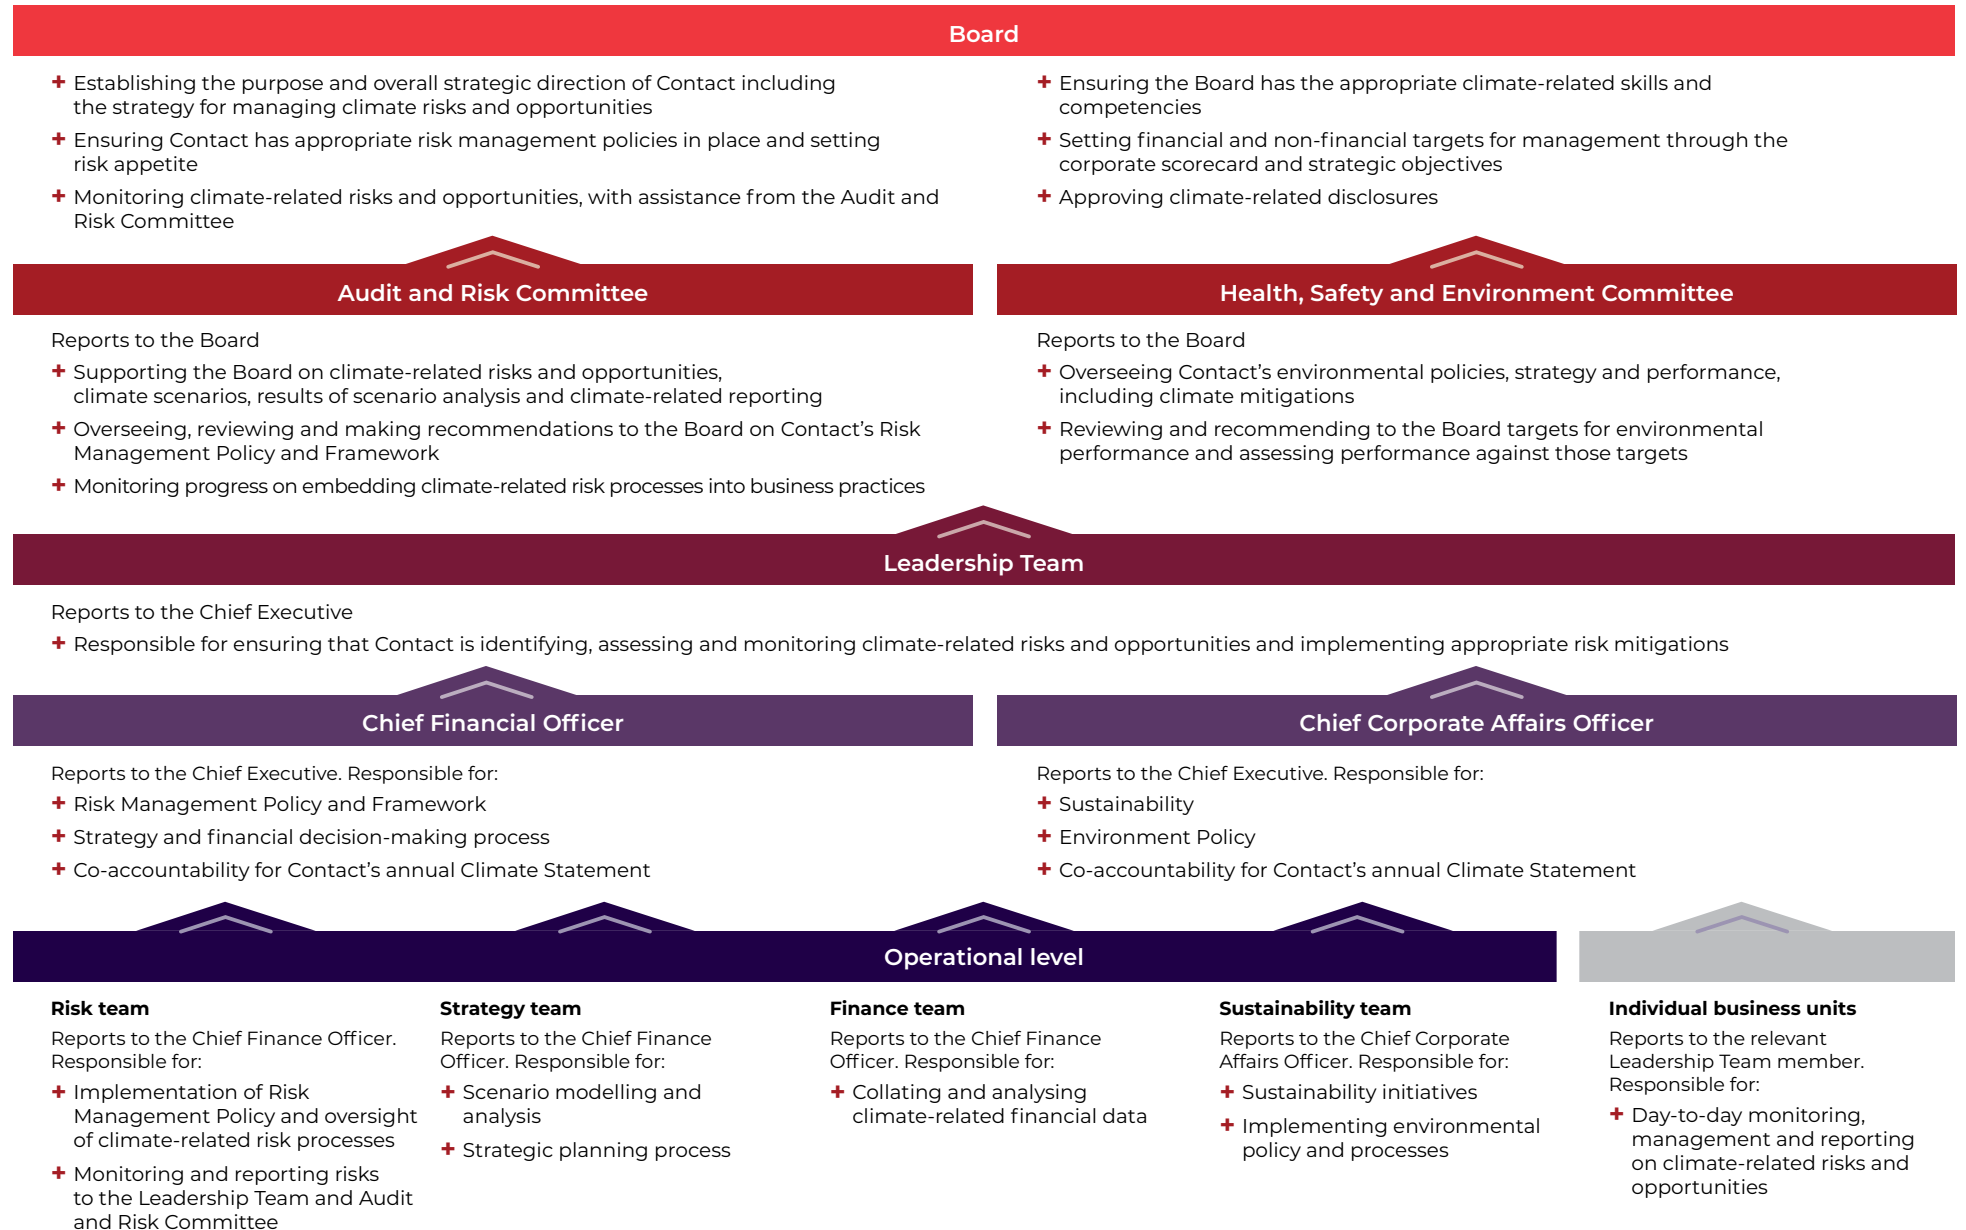 Board
+ Establishing the purpose and overall strategic direction of Contact including
the strategy for managing climate risks and opportunities
+ Ensuring Contact has appropriate risk management policies in place and setting
risk appetite
+ Monitoring climate-related risks and opportunities, with assistance from the Audit and
Risk Committee
+ Ensuring the Board has the appropriate climate-related skills and
competencies
+ Setting financial and non-financial targets for management through the
corporate scorecard and strategic objectives
+ Approving climate-related disclosures
Audit and Risk Committee
Reports to the Board
+ Supporting the Board on climate-related risks and opportunities,
climate scenarios, results of scenario analysis and climate-related reporting
+ Overseeing, reviewing and making recommendations to the Board on Contact's Risk
Management Policy and Framework
+ Monitoring progress on embedding climate-related risk processes into business practices
Health, Safety and Environment Committee
Reports to the Board
+ Overseeing Contact's environmental policies, strategy and performance,
including climate mitigations
+ Reviewing and recommending to the Board targets for environmental
performance and assessing performance against those targets
Leadership Team
Reports to the Chief Executive
+ Responsible for ensuring that Contact is identifying, assessing and monitoring climate-related risks and opportunities and implementing appropriate risk mitigations
Chief Financial Officer
Reports to the Chief Executive. Responsible for:
+ Risk Management Policy and Framework
+ Strategy and financial decision-making process
+ Co-accountability for Contact's annual Climate Statement
Chief Corporate Affairs Officer
Reports to the Chief Executive. Responsible for:
+ Sustainability
+ Environment Policy
+ Co-accountability for Contact's annual Climate Statement
Operational level
Risk team
Reports to the Chief Finance Officer.
Responsible for:
+ Implementation of Risk
Management Policy and oversight
of climate-related risk processes
+ Monitoring and reporting risks
to the Leadership Team and Audit
and Risk Committee
Strategy team
Reports to the Chief Finance
Officer. Responsible for:
+ Scenario modelling and
analysis
+ Strategic planning process
Finance team
Reports to the Chief Finance
Officer. Responsible for:
+ Collating and analysing
climate-related financial data
Sustainability team
Reports to the Chief Corporate
Affairs Officer. Responsible for:
+ Sustainability initiatives
+ Implementing environmental
policy and processes
Individual business units
Reports to the relevant
Leadership Team member.
Responsible for:
+ Day-to-day monitoring,
management and reporting
on climate-related risks and
opportunities